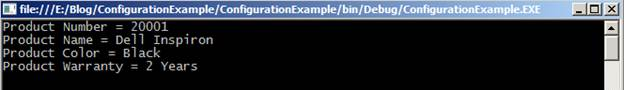 file:///E:/Blog/ConfigurationExample/ConfigurationExample/bin/Debug/ConfigurationExample.EXE
Product Number = 20001
Product Name = Dell Inspiron
Product Color = Black
Product Warranty = 2 Years